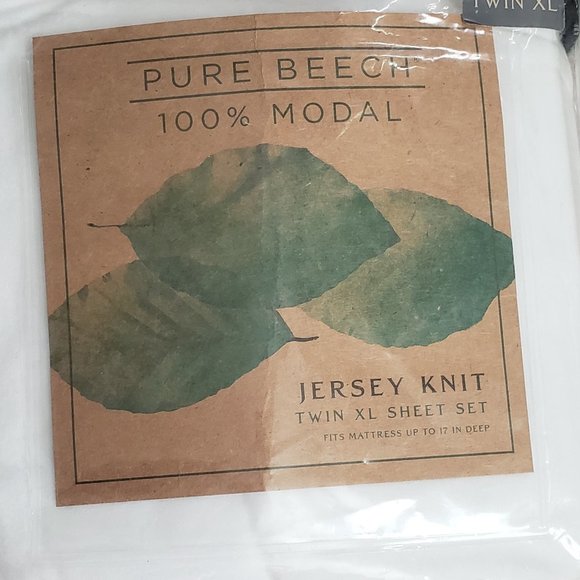 TWIN XL
PURE BEECH
100% MODAL
JERSEY KNIT
TWIN XL SHEET SET
FITS MATTRESS UP TO 17 IN DEEP